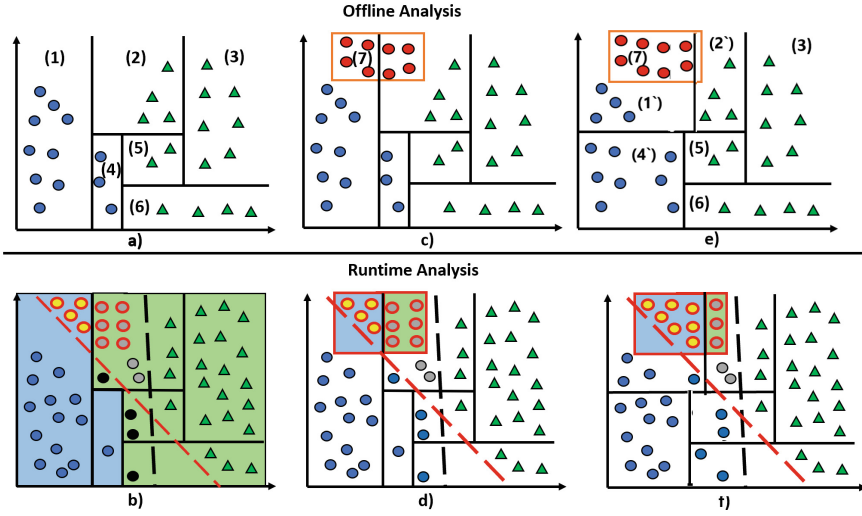 Offline Analysis
(1)
(2)
(3)
(4)
(5)
(6)
a)
(7)
c)
(7)
(2`)
(3)
(1`)
(4`)
(5)
(6)
e)
Runtime Analysis
b)
d)
f)